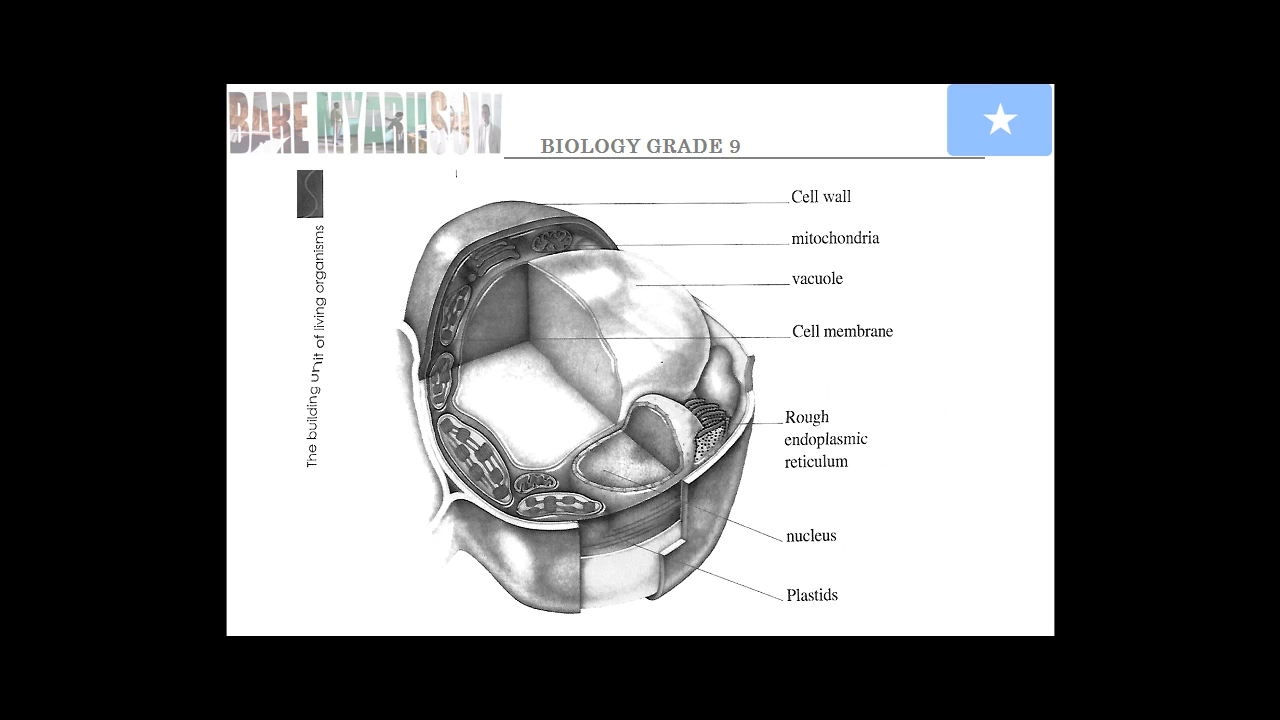 BARE MYARIISOW
BIOLOGY GRADE 9
The building unit of living organisms
Cell wall
mitochondria
vacuole
Cell membrane
Rough
endoplasmic
reticulum
nucleus
Plastids